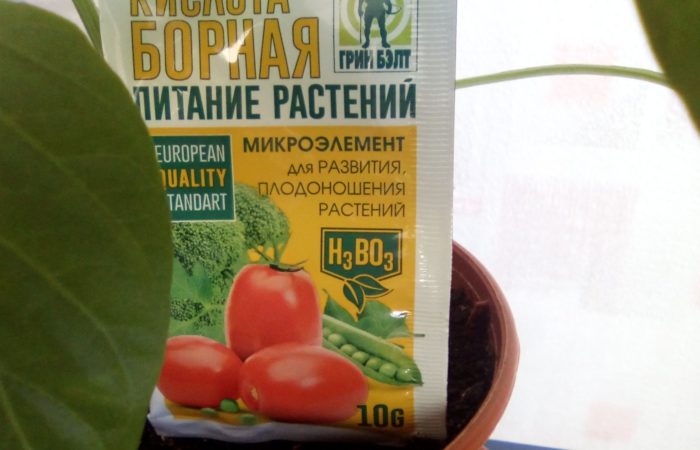 КИСЛОТА
БОРНАЯ
ГРИН БЭЛТ
ПИТАНИЕ РАСТЕНИЙ
EUROPEAN
QUALITY
STANDART
МИКРОЭЛЕМЕНТ
для РАЗВИТИЯ,
ПЛОДОНОШЕНИЯ
РАСТЕНИЙ
H₃BO₃
10G